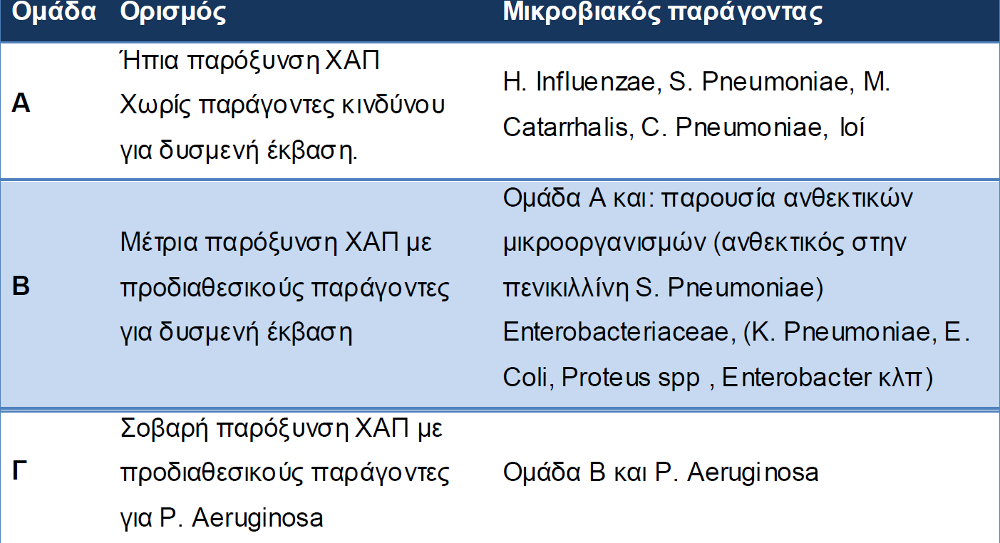 Ομάδα Ορισμός Μικροβιακός παράγοντας
Α
Ήπια παρόξυνση ΧΑΠ
Χωρίς παράγοντες κινδύνου
για δυσμενή έκβαση.
H. Influenzae, S. Pneumoniae, M.
Catarrhalis, C. Pneumoniae, Ιοί
Β
Μέτρια παρόξυνση ΧΑΠ με
προδιαθεσικούς παράγοντες
για δυσμενή έκβαση
Ομάδα Α και: παρουσία ανθεκτικών
μικροοργανισμών (ανθεκτικός στην
πενικιλλίνη S. Pneumoniae)
Enterobacteriaceae, (K. Pneumoniae, E.
Coli, Proteus spp , Enterobacter κλπ)
Γ
Σοβαρή παρόξυνση ΧΑΠ με
προδιαθεσικούς παράγοντες
για P. Aeruginosa
Ομάδα Β και P. Aeruginosa